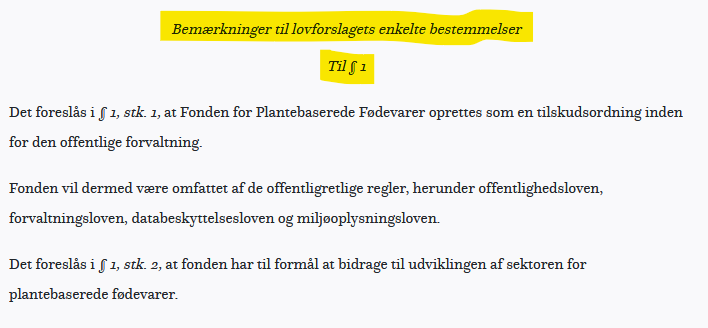 Bemærkninger til lovforslagets enkelte bestemmelser
Til § 1
Det foreslås i § 1, stk. 1, at Fonden for Plantebaserede Fødevarer oprettes som en tilskudsordning inden
for den offentlige forvaltning.
Fonden vil dermed være omfattet af de offentligretlige regler, herunder offentlighedsloven,
forvaltningsloven, databeskyttelsesloven og miljøoplysningsloven.
Det foreslås i § 1, stk. 2, at fonden har til formål at bidrage til udviklingen af sektoren for
plantebaserede fødevarer.